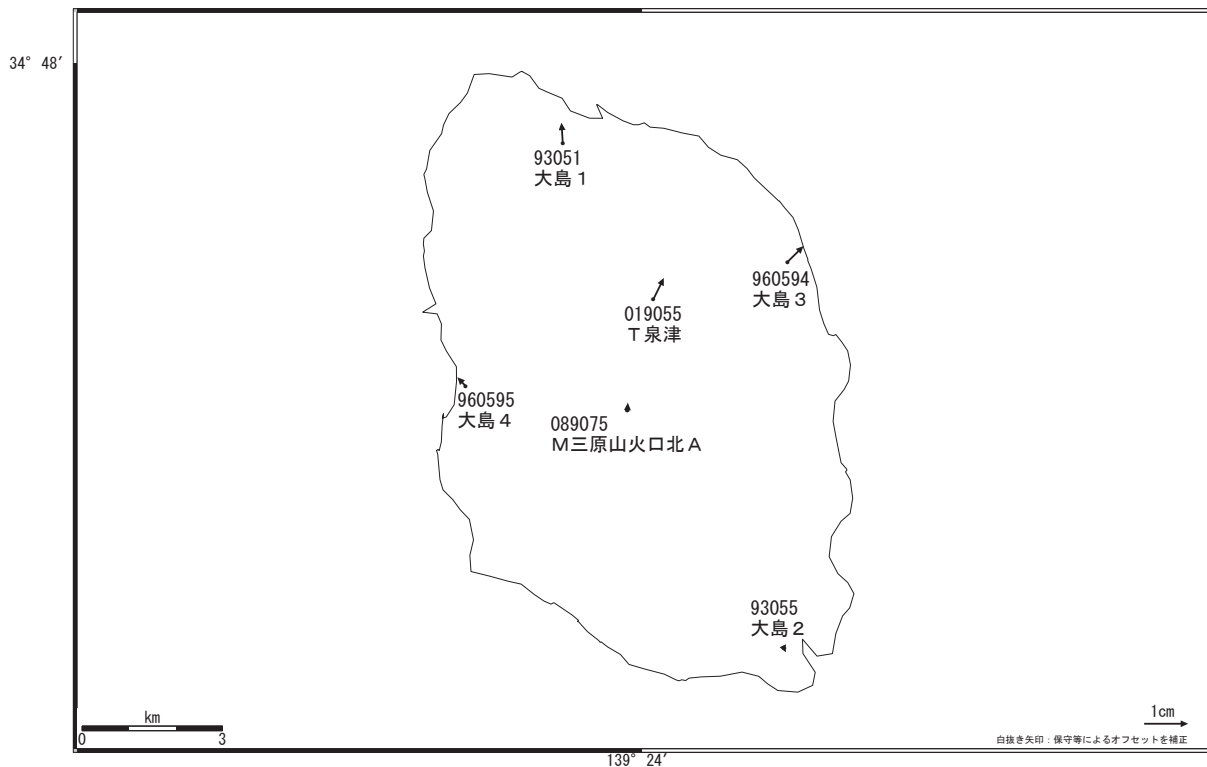 34° 48′
93051
大島１
960594
大島３
019055
Ｔ泉津
960595
大島４
089075
Ｍ三原山火口北Ａ
93055
大島２
km
0 3
1cm
白抜き矢印：保守等によるオフセットを補正
139° 24′